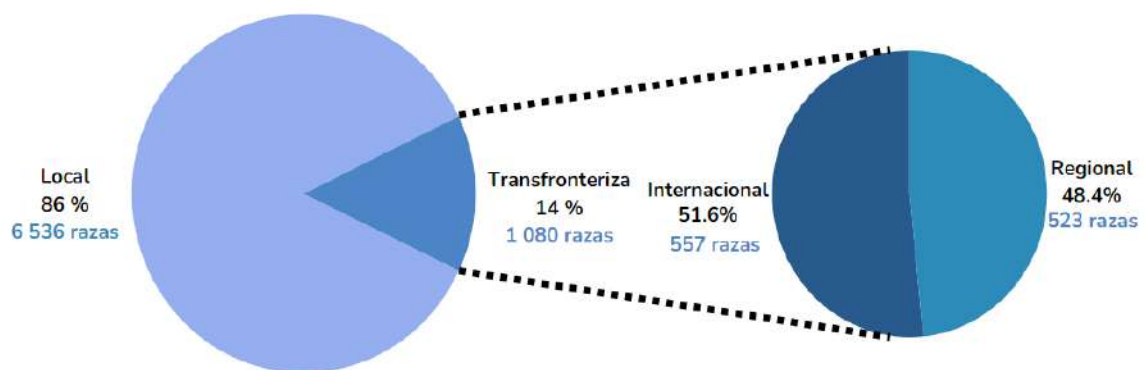 Local
86 %
6 536 razas
Transfronteriza
14 %
1 080 razas
Internacional
51.6%
557 razas
Regional
48.4%
523 razas